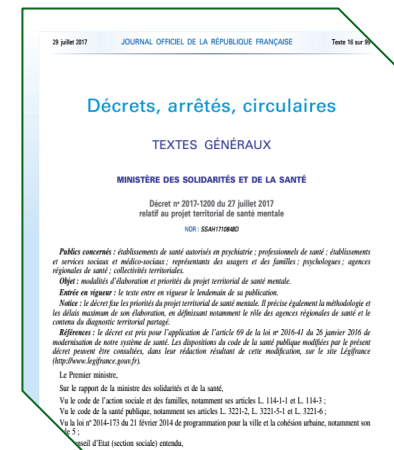 29 juillet 2017 JOURNAL OFFICIEL DE LA RÉPUBLIQUE FRANÇAISE Texte 16 sur 99
Décrets, arrêtés, circulaires
TEXTES GÉNÉRAUX
MINISTÈRE DES SOLIDARITÉS ET DE LA SANTÉ
Décret nº 2017-1200 du 27 juillet 2017
relatif au projet territorial de santé mentale
NOR : SSAH1710948D
Publics concernés : établissements de santé autorisés en psychiatrie ; professionnels de santé ; établissements
et services sociaux et médico-sociaux ; représentants des usagers et des familles ; psychologues ; agences
régionales de santé ; collectivités territoriales.
Objet : modalités d'élaboration et priorités du projet territorial de santé mentale.
Entrée en vigueur : le texte entre en vigueur le lendemain de sa publication.
Notice : le décret fixe les priorités du projet territorial de santé mentale. Il précise également la méthodologie et
les délais maximum de son élaboration, en définissant notamment le rôle des agences régionales de santé et le
contenu du diagnostic territorial partagé.
Références : le décret est pris pour l'application de l'article 69 de la loi nº 2016-41 du 26 janvier 2016 de
modernisation de notre système de santé. Les dispositions du code de la santé publique modifiées par le présent
décret peuvent être consultées, dans leur rédaction résultant de cette modification, sur le site Légifrance
(http://www.legifrance.gouv.fr).
Le Premier ministre,
Sur le rapport de la ministre des solidarités et de la santé,
Vu le code de l'action sociale et des familles, notamment ses articles L. 114-1-1 et L. 114-3 ;
Vu le code de la santé publique, notamment ses articles L. 3221-2, L. 3221-5-1 et L. 3221-6 ;
Vu la loi nº 2014-173 du 21 février 2014 de programmation pour la ville et la cohésion urbaine, notamment son
5 ;
nseil d'Etat (section sociale) entendu,